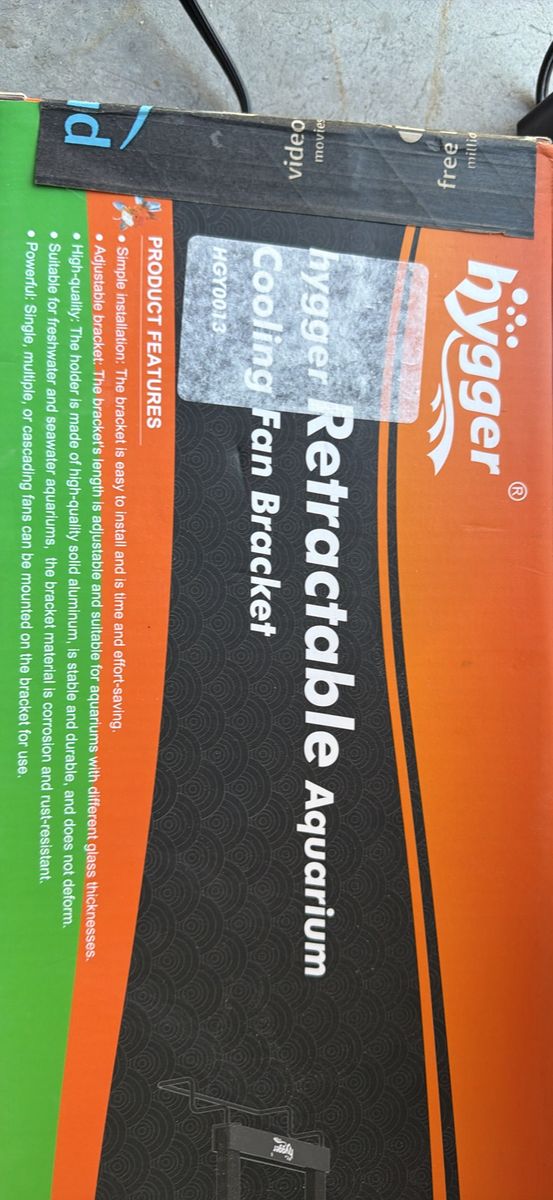 hygger®
hygger Retractable Aquarium
Cooling Fan Bracket
HGY0013
PRODUCT FEATURES
• Simple installation: The bracket is easy to install and is time and effort-saving.
• Adjustable bracket: The bracket's length is adjustable and suitable for aquariums with different glass thicknesses.
• High-quality: The holder is made of high-quality solid aluminum, is stable and durable, and does not deform.
• Suitable for freshwater and seawater aquariums, the bracket material is corrosion and rust-resistant.
• Powerful: Single, multiple, or cascading fans can be mounted on the bracket for use.
free
video
hygger